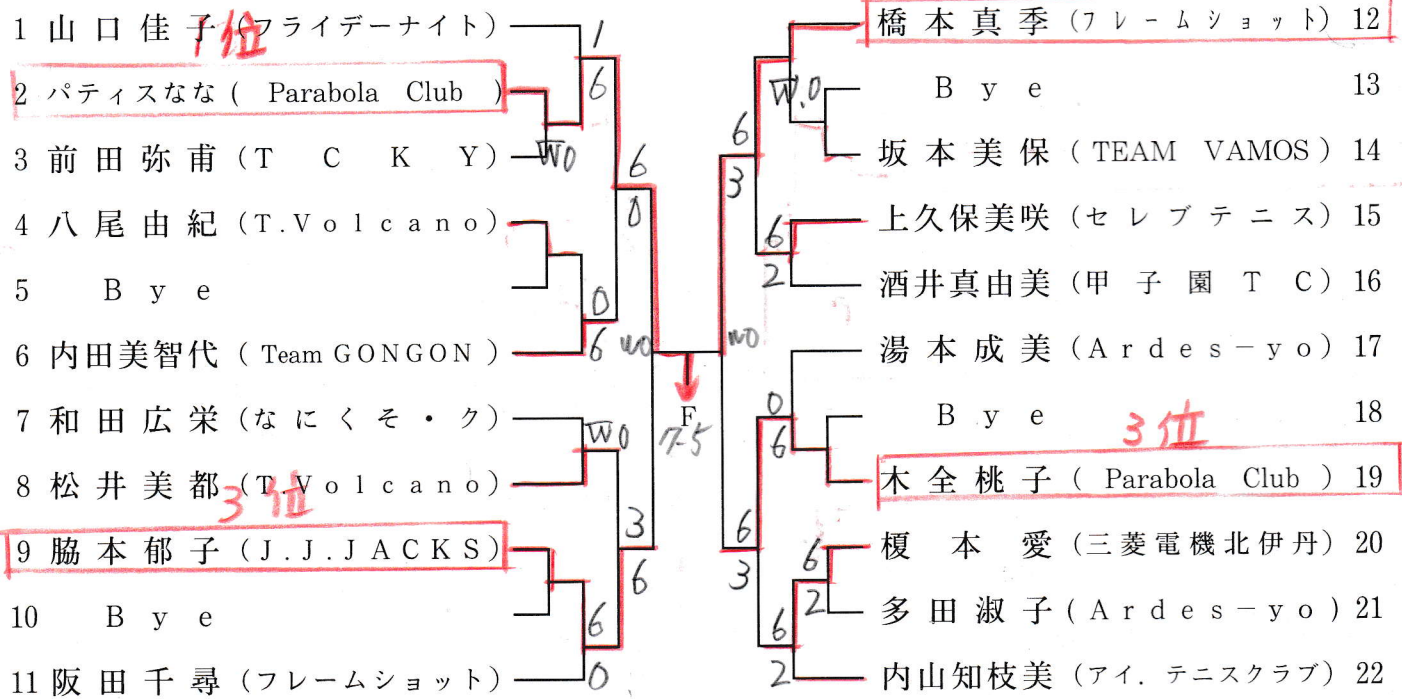 1 山口佳子 (フライデーナイト)
1位
2 パティスなな ( Parabola Club )
3 前田弥甫 (TCKY)
4 八尾由紀 (T.Volcano)
5 Bye
6 内田美智代 ( Team GONGON )
7 和田広栄 (なにくそ・ク)
8 松井美都 (T.Volcano)
3位
9 脇本郁子 (J.J.JACKS)
10 Bye
11 阪田千尋 (フレームショット)
1
6
W0
6
0
0
6
W0
3
6
6
0
W0
W0
F
7-5
橋本真季 (フレームショット) 12
Bye 13
坂本美保 ( TEAM VAMOS ) 14
上久保美咲 (セレブテニス) 15
酒井真由美 (甲子園TC) 16
湯本成美 (Ardes-yo) 17
Bye 18
3位
木全桃子 ( Parabola Club ) 19
榎本愛 (三菱電機北伊丹) 20
多田淑子 (Ardes-yo) 21
内山知枝美 (アイ.テニスクラブ) 22
W.0
6
3
6
2
0
6
6
3
6
2
6
2